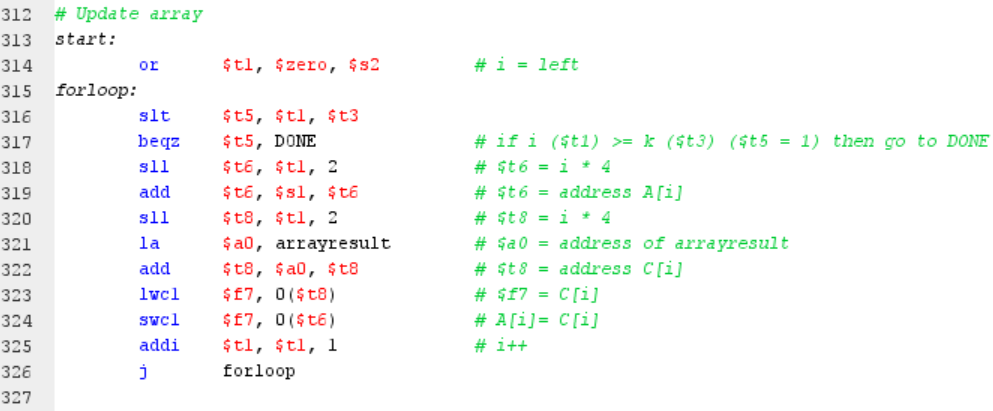 312 # Update array
313 start:
314 or $t1, $zero, $s2 # i = left
315 forloop:
316 slt $t5, $t1, $t3
317 beqz $t5, DONE # if i ($t1) >= k ($t3) ($t5 = 1) then go to DONE
318 sll $t6, $t1, 2 # $t6 = i * 4
319 add $t6, $s1, $t6 # $t6 = address A[i]
320 sll $t8, $t1, 2 # $t8 = i * 4
321 la $a0, arrayresult # $a0 = address of arrayresult
322 add $t8, $a0, $t8 # $t8 = address C[i]
323 lwc1 $f7, 0($t8) # $f7 = C[i]
324 swc1 $f7, 0($t6) # A[i]= C[i]
325 addi $t1, $t1, 1 # i++
326 j forloop
327